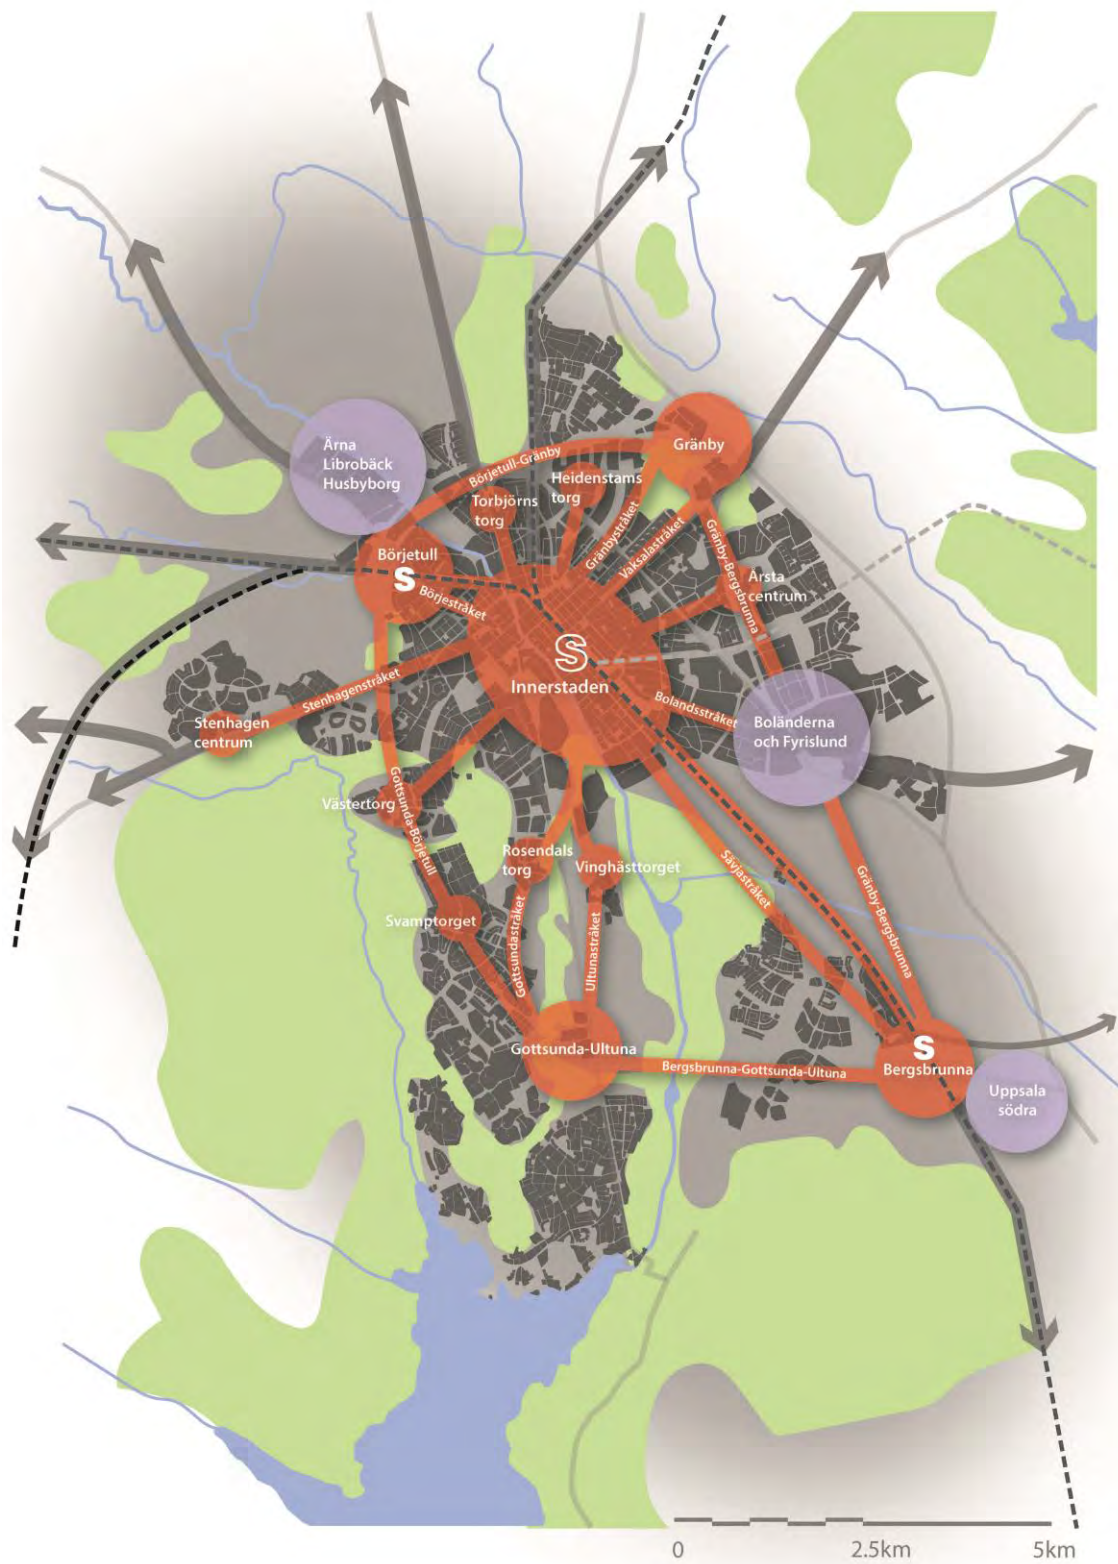 Ärna
Librobäck
Husbyborg
Gränby
Börjetull-Gränby
Heidenstams
torg
Torbjörns
torg
Gränbystråket
Vaksalastråket
Gränby-Bergsbrunna
Börjetull
S
Börjestråket
Årsta
centrum
S
Innerstaden
Stenhagenstråket
Stenhagen
centrum
Bolandsstråket
Boländerna
och Fyrislund
Västertorg
Gottsunda-Börjetull
Rosendals
torg
Vinghästtorget
Sävjastråket
Gränby-Bergsbrunna
Svamptorget
Gottsundastråket
Ultunastråket
Gottsunda-Ultuna
S
Bergsbrunna
Bergsbrunna-Gottsunda-Ultuna
Uppsala
södra
0
2.5km
5km